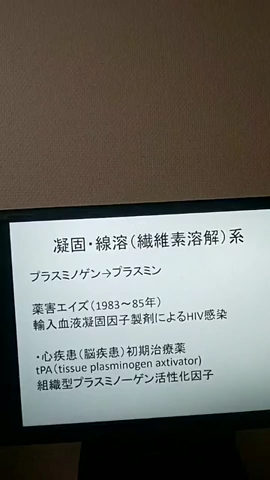 凝固・線溶(繊維素溶解)系
プラスミノゲン→プラスミン
薬害エイズ(1983～85年)
輸入血液凝固因子製剤によるHIV感染
・心疾患(脳疾患)初期治療薬
tPA(tissue plasminogen axtivator)
組織型プラスミノーゲン活性化因子